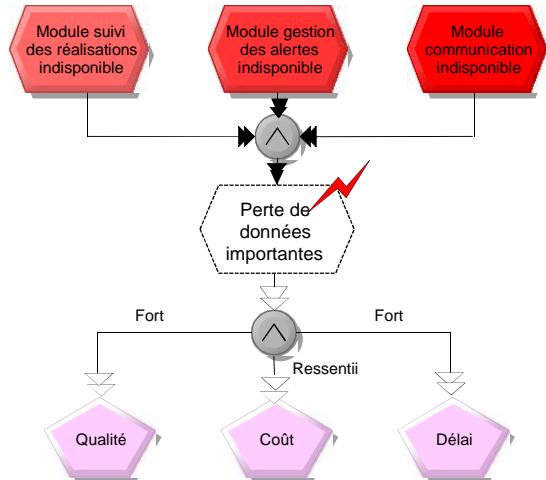 Module suivi
des réalisations
indisponible
Module gestion
des alertes
indisponible
Module
communication
indisponible
Perte de
données
importantes
Fort
Fort
Ressentii
Qualité
Coût
Délai